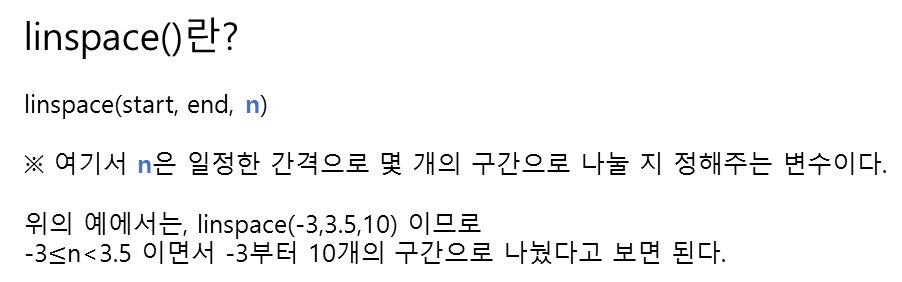 linspace()란?
linspace(start, end, n)
※ 여기서 n은 일정한 간격으로 몇 개의 구간으로 나눌 지 정해주는 변수이다.
위의 예에서는, linspace(-3,3.5,10) 이므로
-3≤n<3.5 이면서 -3부터 10개의 구간으로 나눴다고 보면 된다.